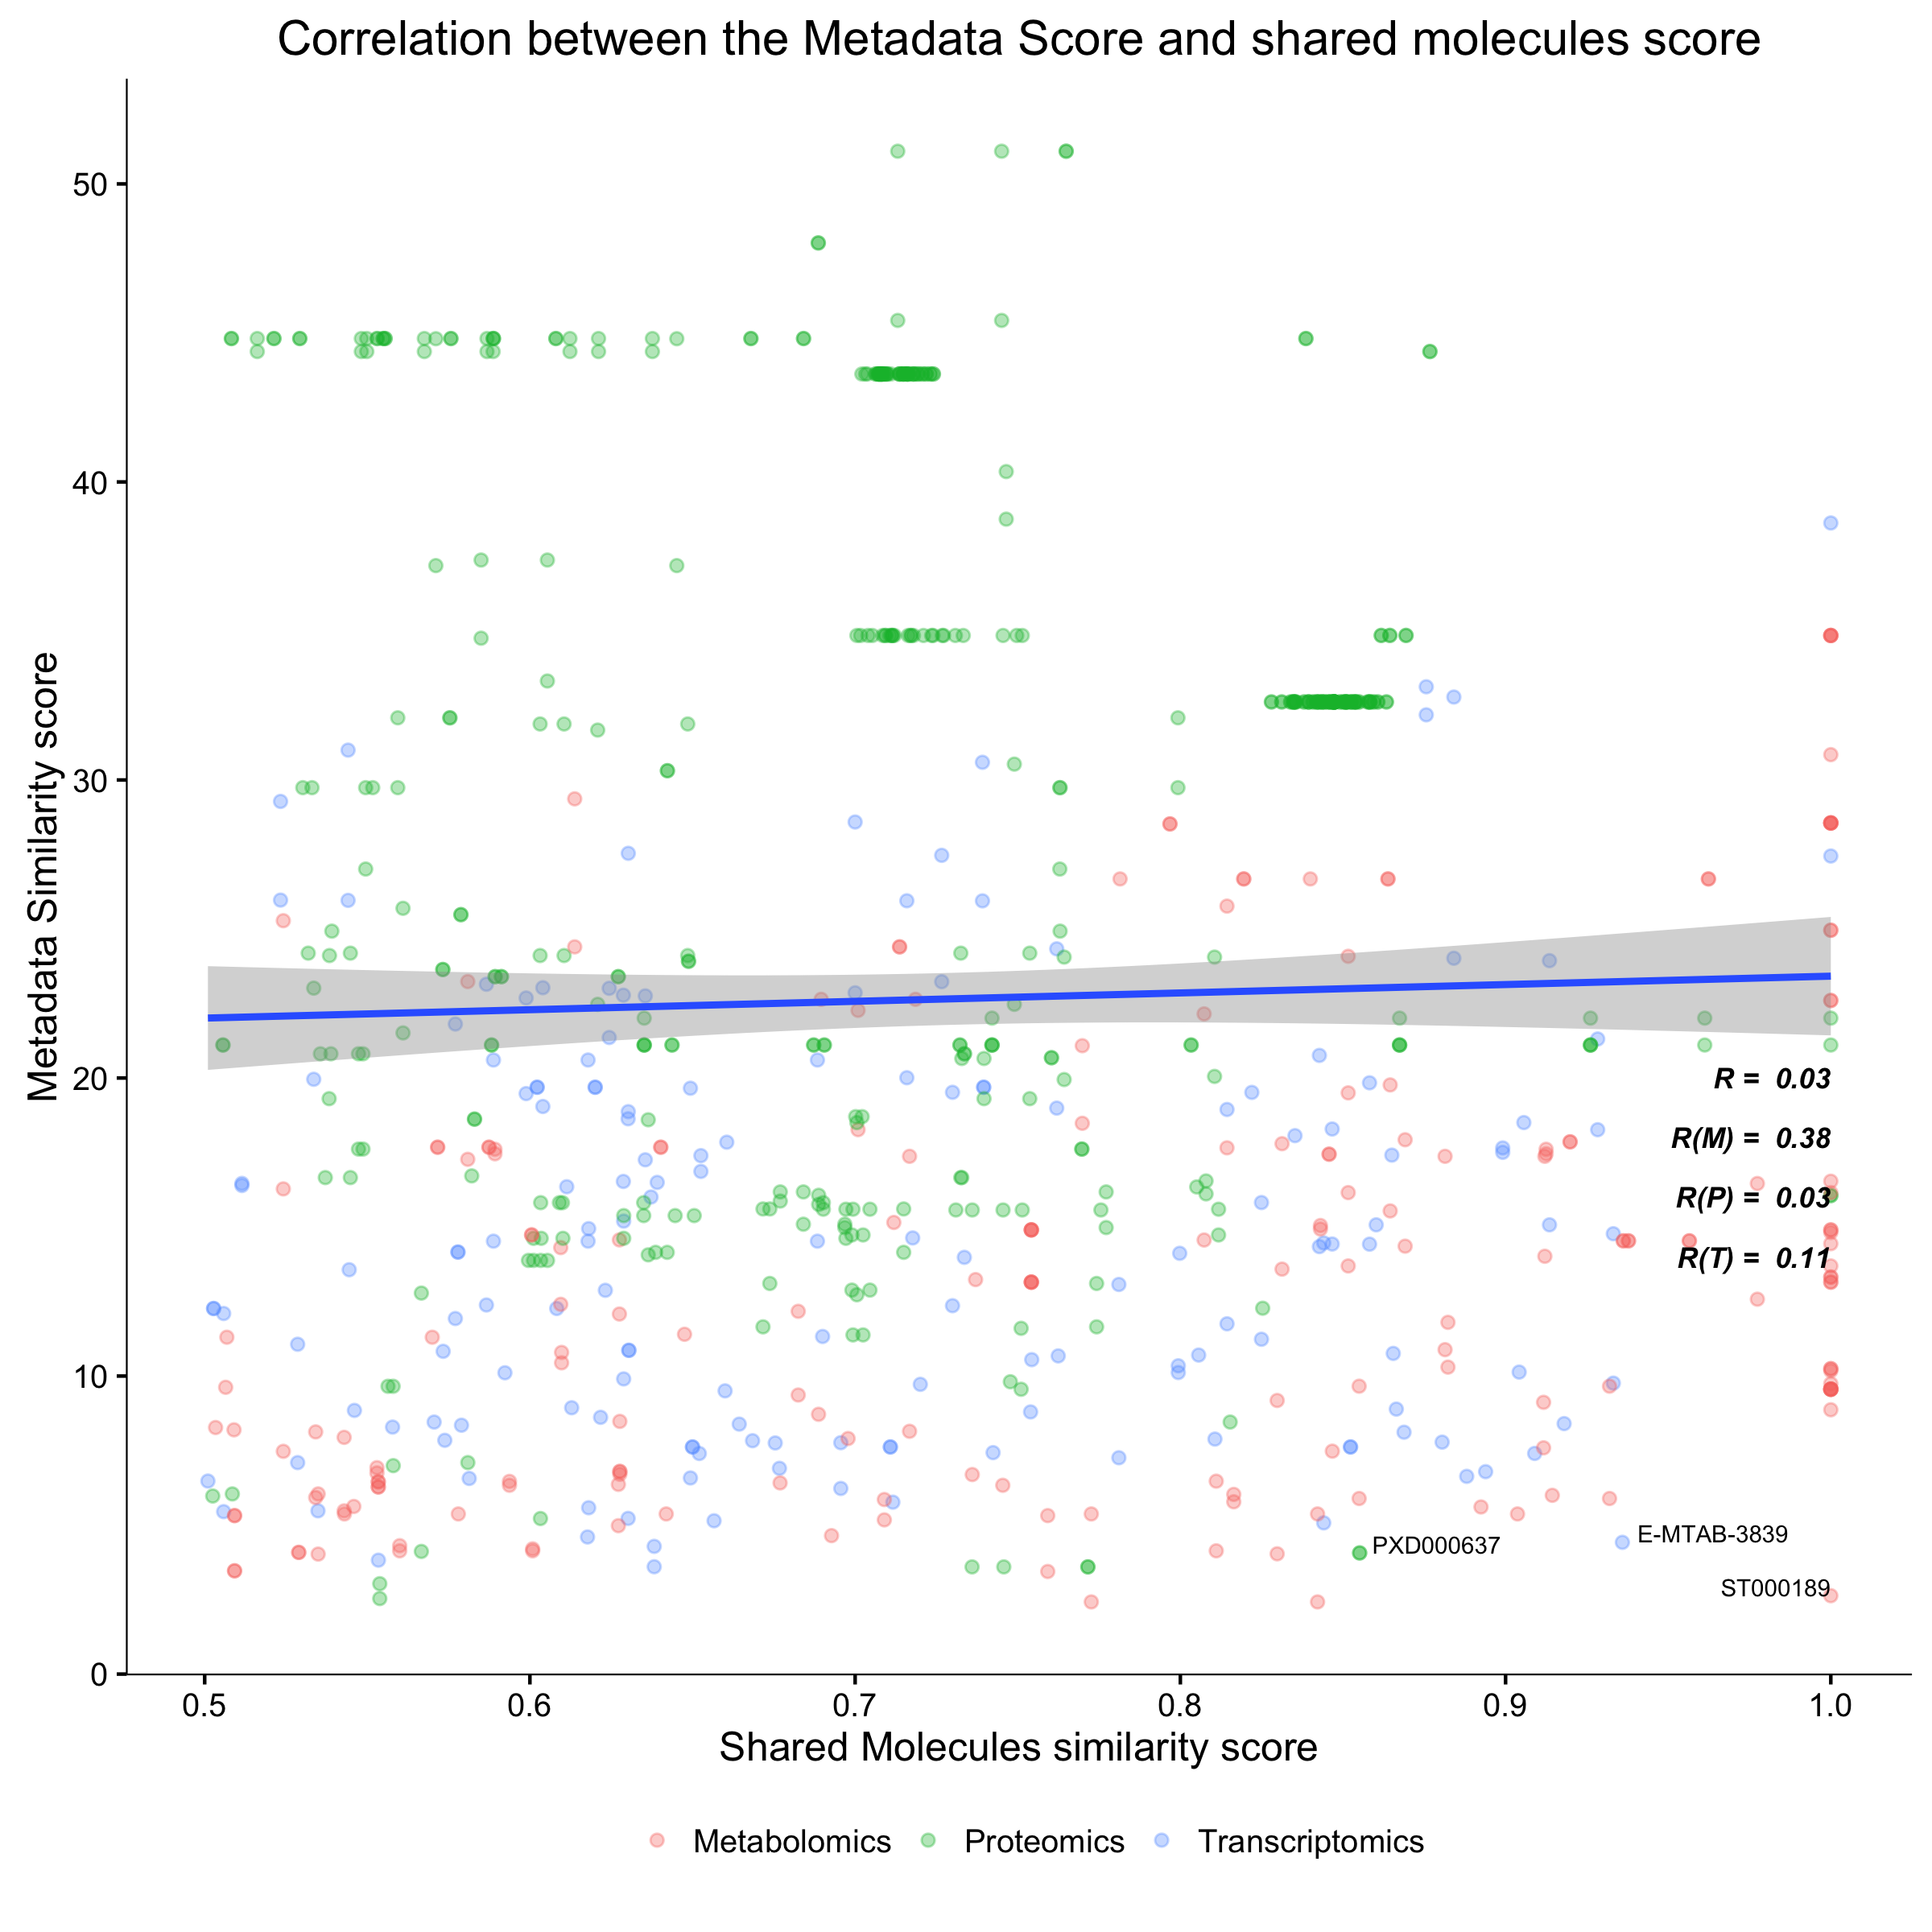 Correlation between the Metadata Score and shared molecules score
Metadata Similarity score
50
40
30
20
10
0
R = 0.03
R(M) = 0.38
R(P) = 0.03
R(T) = 0.11
PXD000637
E-MTAB-3839
ST000189
0.5 0.6 0.7 0.8 0.9 1.0
Shared Molecules similarity score
Metabolomics Proteomics Transcriptomics